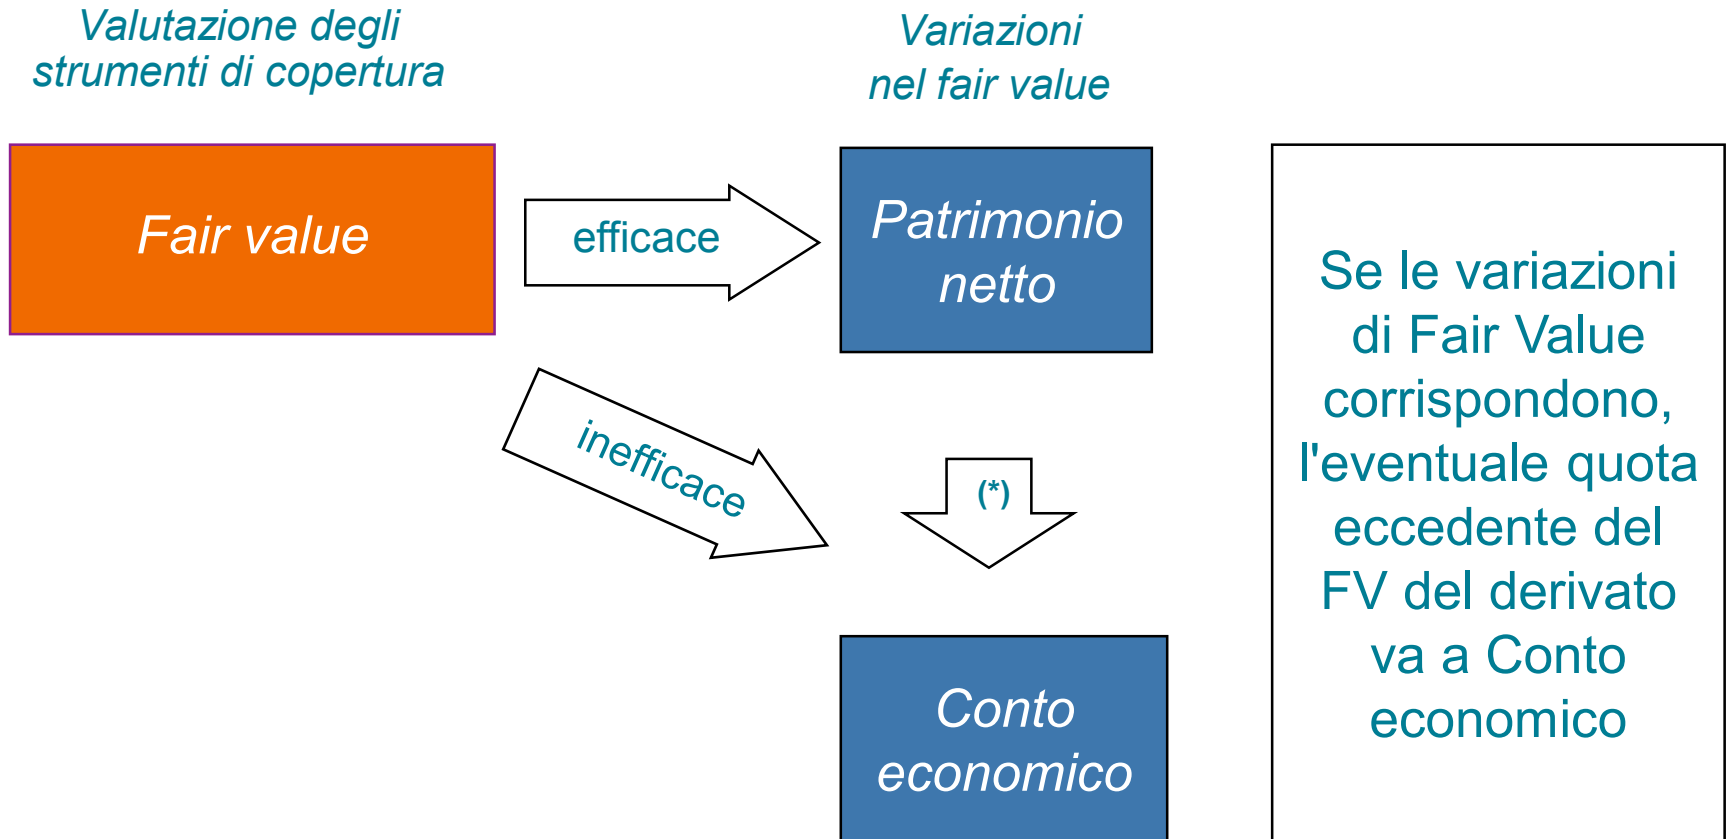 Valutazione degli
strumenti di copertura
Variazioni
nel fair value
Fair value
efficace
Patrimonio
netto
inefficace
(*)
Conto
economico
Se le variazioni
di Fair Value
corrispondono,
l'eventuale quota
eccedente del
FV del derivato
va a Conto
economico